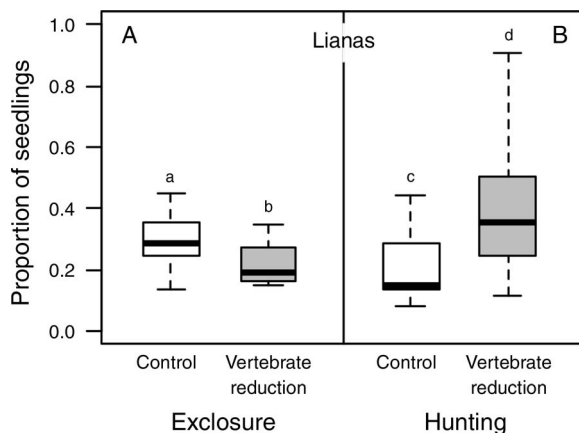 A
Lianas
B
Proportion of seedlings
1.0
0.8
0.6
0.4
0.2
0.0
a
b
c
d
Control
Vertebrate
reduction
Control
Vertebrate
reduction
Exclosure
Hunting